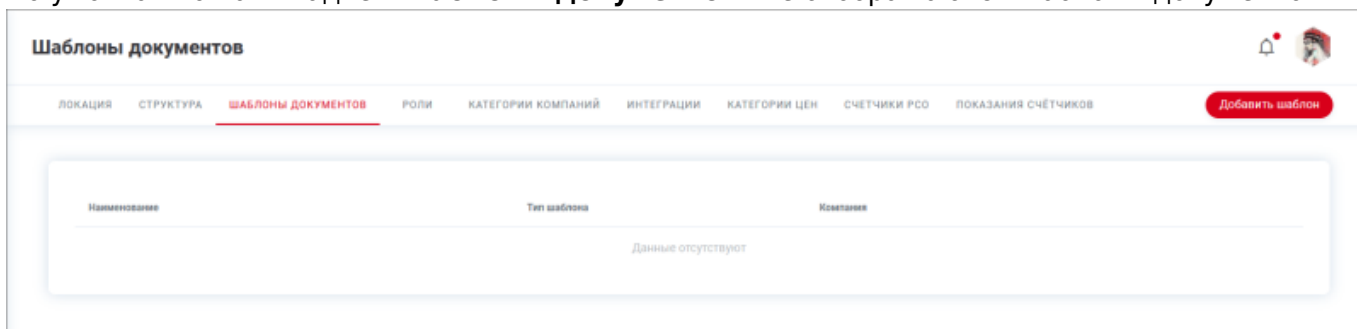 Шаблоны документов
ЛОКАЦИЯ СТРУКТУРА ШАБЛОНЫ ДОКУМЕНТОВ РОЛИ КАТЕГОРИИ КОМПАНИЙ ИНТЕГРАЦИИ КАТЕГОРИИ ЦЕН СЧЕТЧИКИ РСО ПОКАЗАНИЯ СЧЁТЧИКОВ Добавить шаблон
Наименование Тип шаблона Компания
Данные отсутствуют